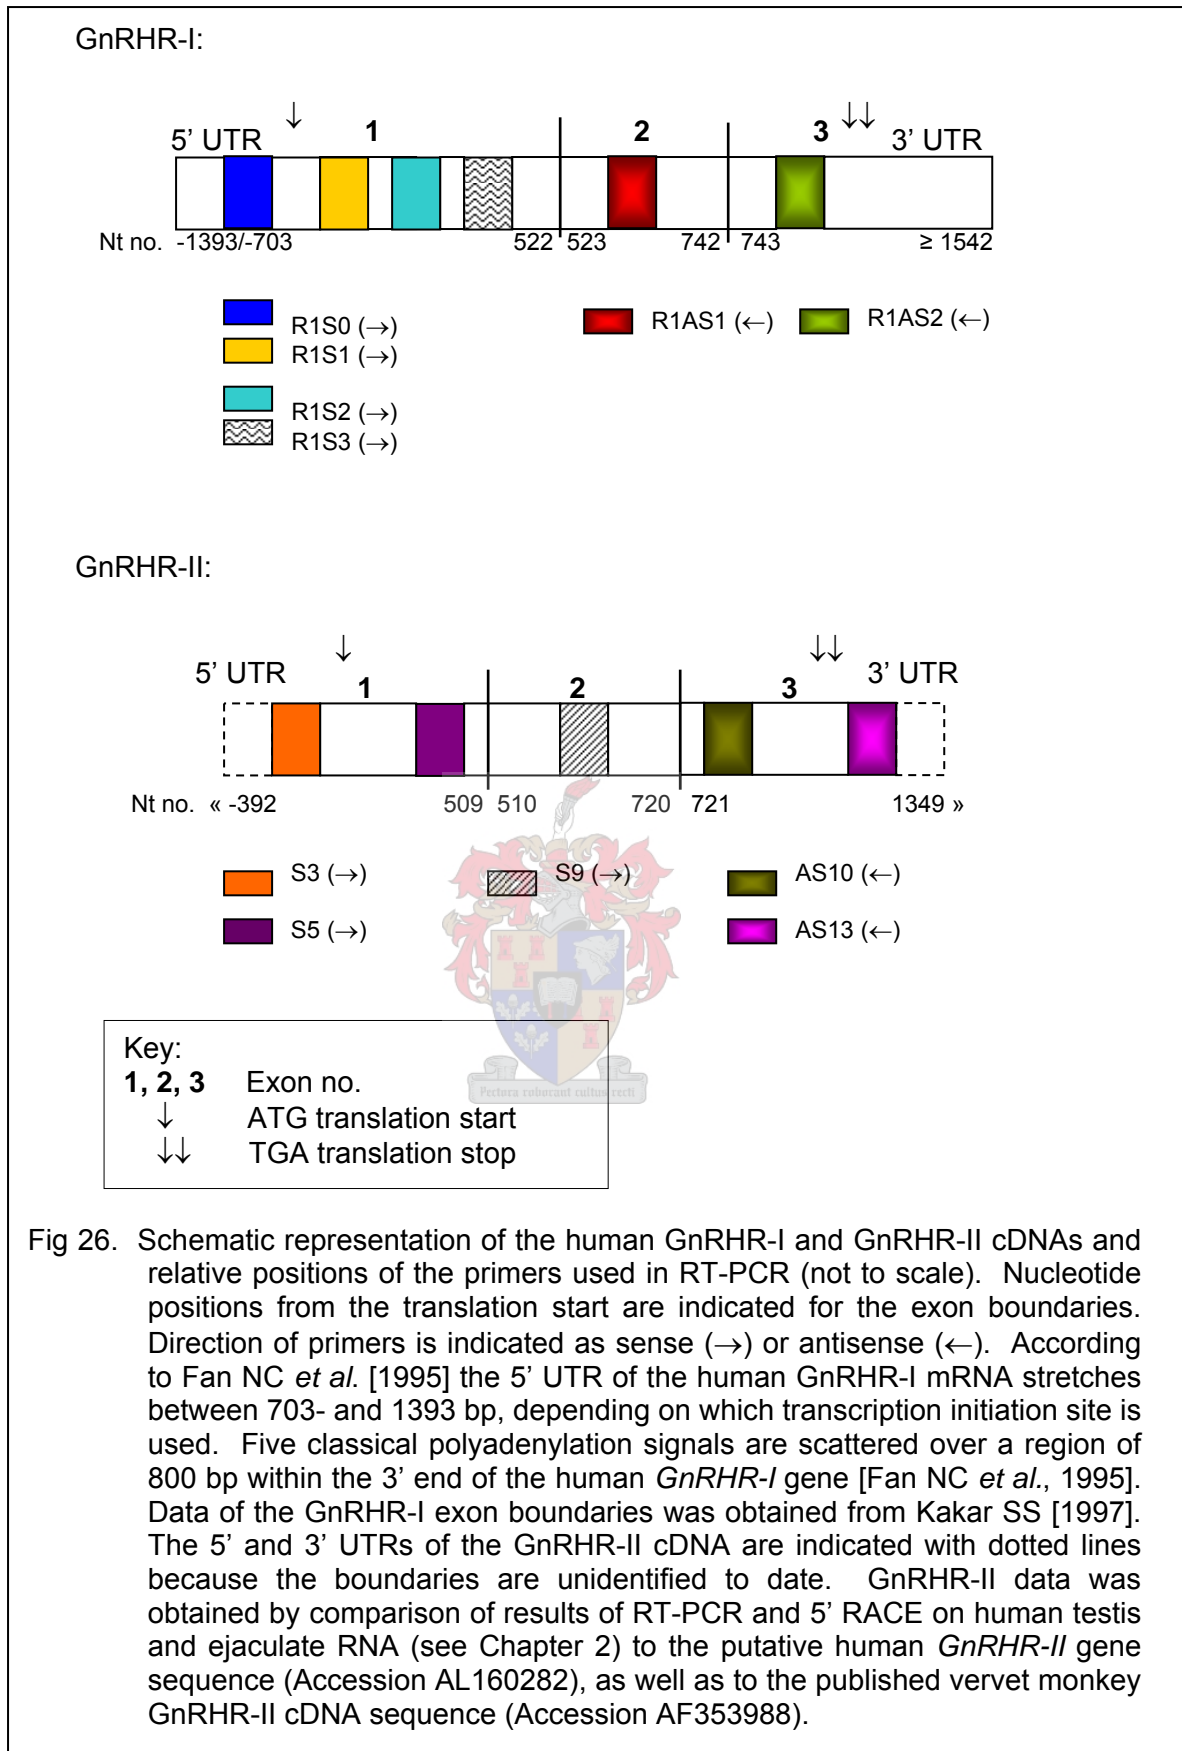 GnRHR-I:
↓ ↓↓
5’ UTR 1 2 3 3’ UTR
Nt no. -1393/-703 522 523 742 743 ≥ 1542
R1S0 (→) R1AS1 (←) R1AS2 (←)
R1S1 (→)
R1S2 (→)
R1S3 (→)
GnRHR-II:
↓ ↓↓
5’ UTR 1 2 3 3’ UTR
Nt no. « -392 509 510 720 721 1349 »
S3 (→) S9 (→) AS10 (←)
S5 (→) AS13 (←)
Pectora roborant cultus recti
Key:
1, 2, 3 Exon no.
↓ ATG translation start
↓↓ TGA translation stop
Fig 26. Schematic representation of the human GnRHR-I and GnRHR-II cDNAs and
relative positions of the primers used in RT-PCR (not to scale). Nucleotide
positions from the translation start are indicated for the exon boundaries.
Direction of primers is indicated as sense (→) or antisense (←). According
to Fan NC et al. [1995] the 5’ UTR of the human GnRHR-I mRNA stretches
between 703- and 1393 bp, depending on which transcription initiation site is
used. Five classical polyadenylation signals are scattered over a region of
800 bp within the 3’ end of the human GnRHR-I gene [Fan NC et al., 1995].
Data of the GnRHR-I exon boundaries was obtained from Kakar SS [1997].
The 5’ and 3’ UTRs of the GnRHR-II cDNA are indicated with dotted lines
because the boundaries are unidentified to date. GnRHR-II data was
obtained by comparison of results of RT-PCR and 5’ RACE on human testis
and ejaculate RNA (see Chapter 2) to the putative human GnRHR-II gene
sequence (Accession AL160282), as well as to the published vervet monkey
GnRHR-II cDNA sequence (Accession AF353988).